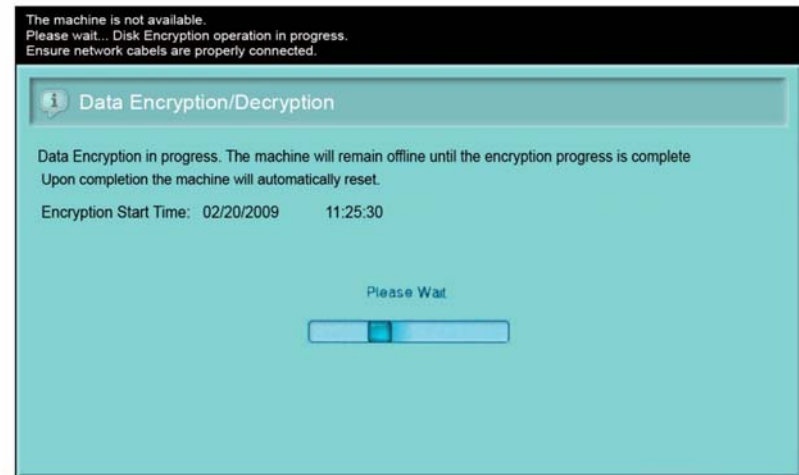 The machine is not available.
Please wait... Disk Encryption operation in progress.
Ensure network cabels are properly connected.
Data Encryption/Decryption
Data Encryption in progress. The machine will remain offline until the encryption progress is complete
Upon completion the machine will automatically reset.
Encryption Start Time: 02/20/2009 11:25:30
Please Wait